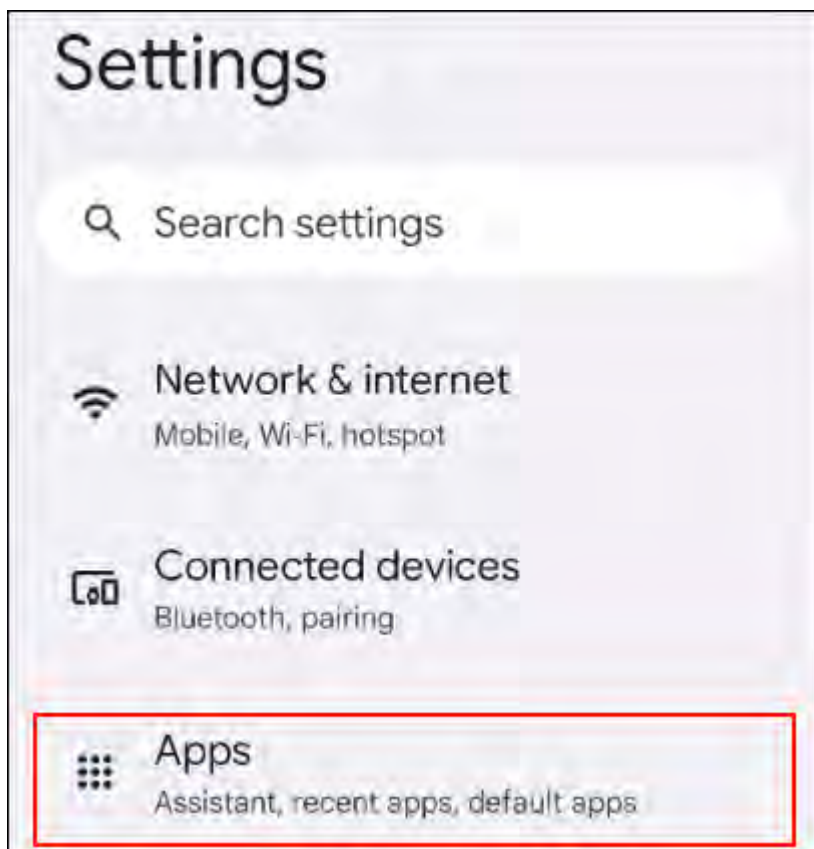 Settings
Search settings
Network & internet
Mobile, Wi-Fi, hotspot
Connected devices
Bluetooth, pairing
Apps
Assistant, recent apps, default apps